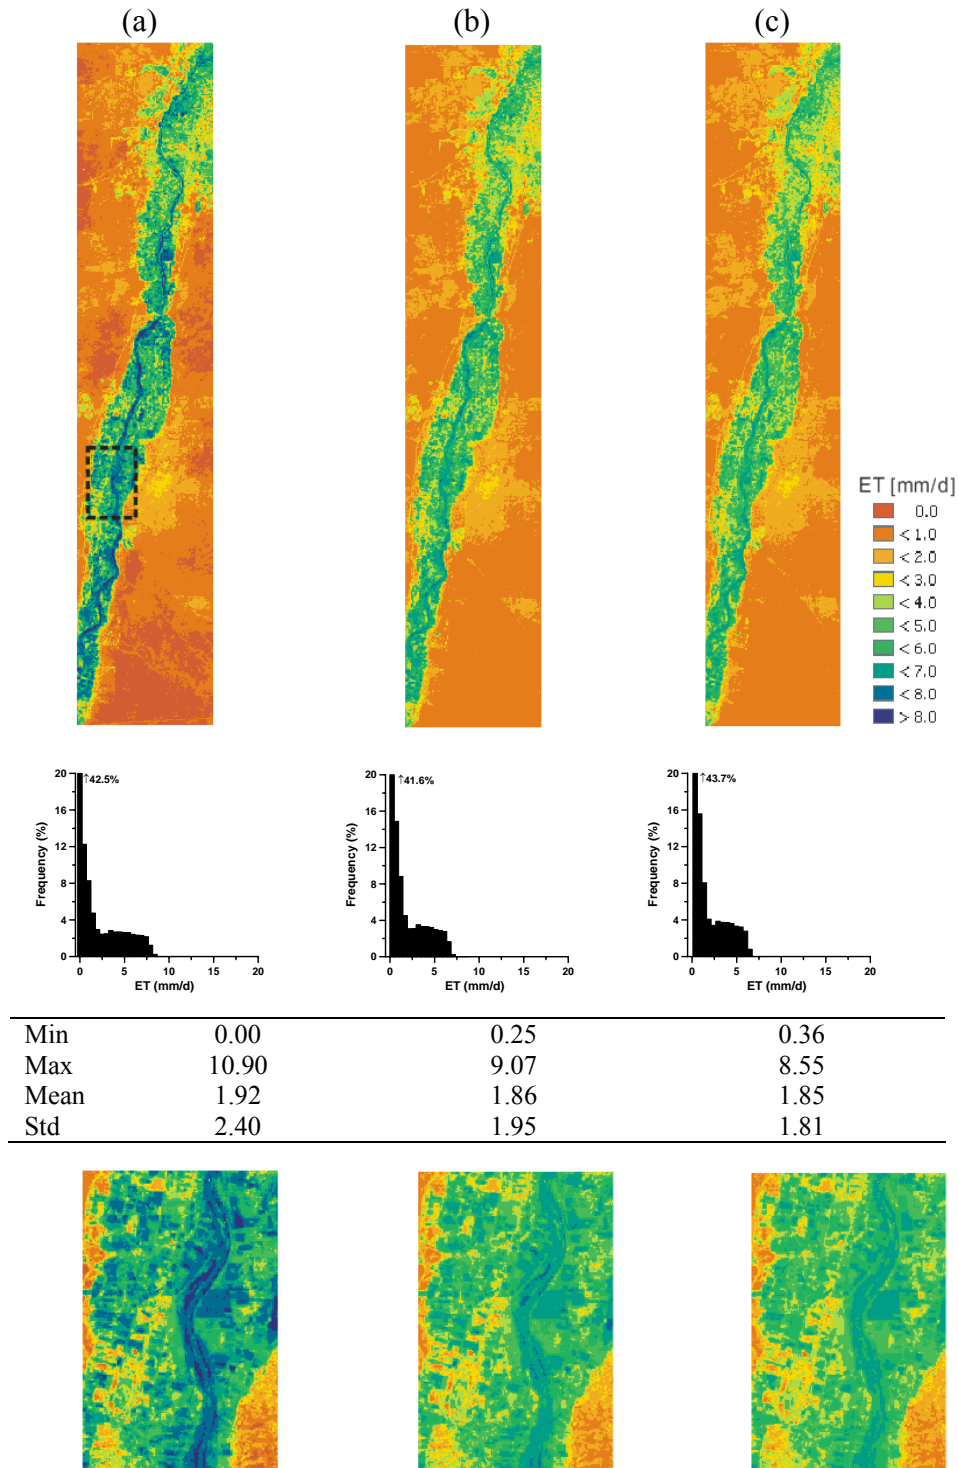 (a) (b) (c)
ET [mm/d]
0.0
< 1.0
< 2.0
< 3.0
< 4.0
< 5.0
< 6.0
< 7.0
< 8.0
> 8.0
20
16
12
8
4
0
↑42.5%
Frequency (%)
0 5 10 15 20
ET (mm/d)
20
16
12
8
4
0
↑41.6%
Frequency (%)
0 5 10 15 20
ET (mm/d)
20
16
12
8
4
0
↑43.7%
Frequency (%)
0 5 10 15 20
ET (mm/d)
Min 0.00 0.25 0.36
Max 10.90 9.07 8.55
Mean 1.92 1.86 1.85
Std 2.40 1.95 1.81